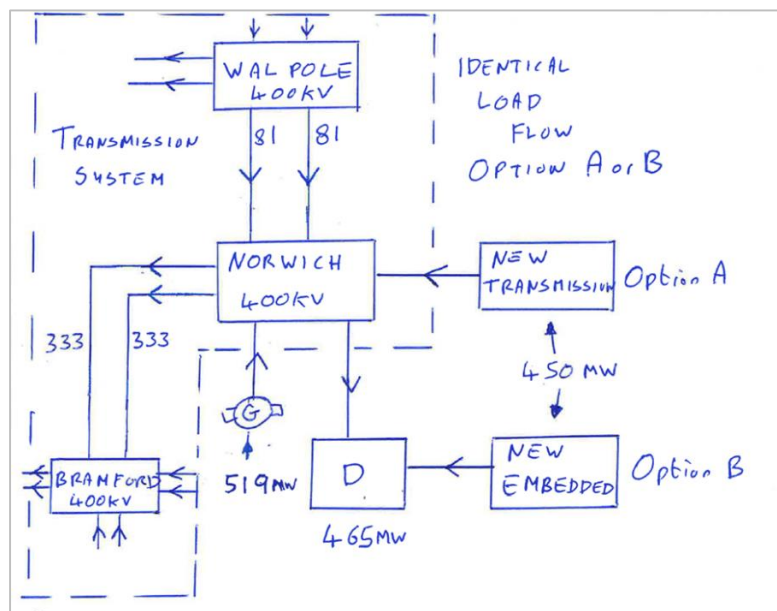 WALPOLE
400KV
IDENTICAL
LOAD
FLOW
OPTION A or B
TRANSMISSION
SYSTEM
81
81
NORWICH
400KV
NEW
TRANSMISSION
Option A
333
333
450 MW
G
519MW
BRAMFORD
400KV
D
465MW
NEW
EMBEDDED
Option B